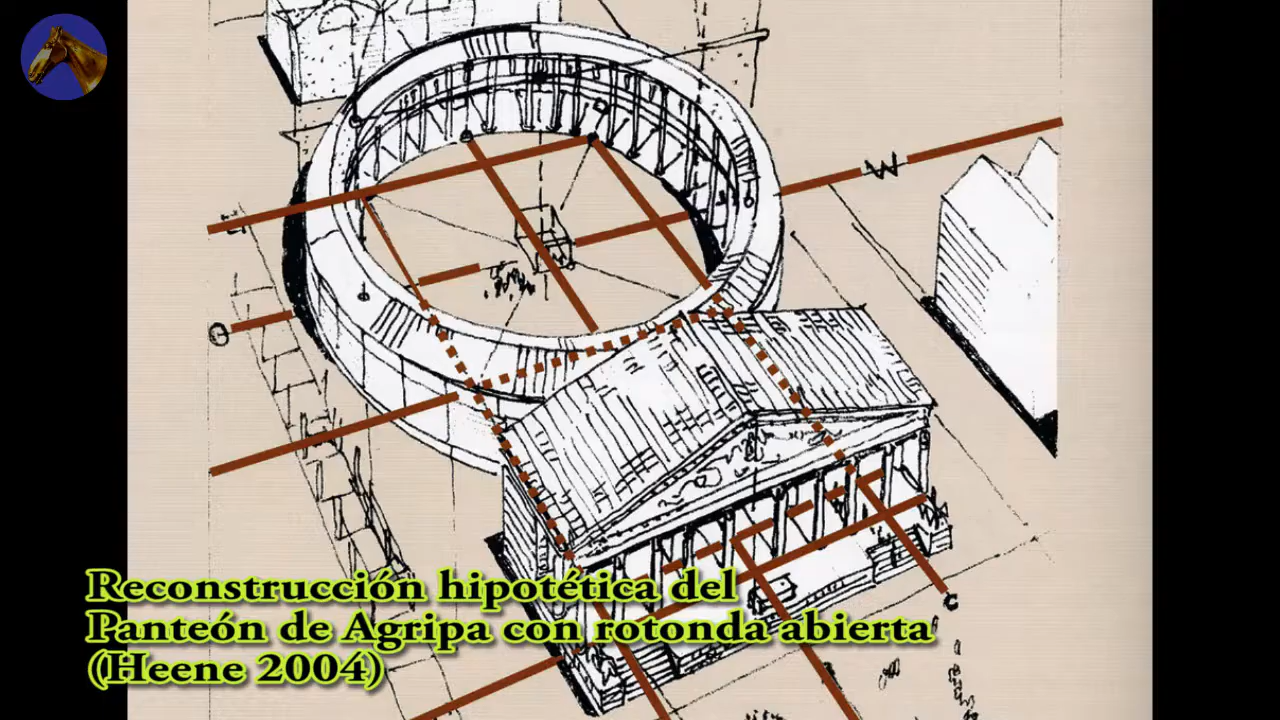 W
Reconstrucción hipotética del
Panteón de Agripa con rotonda abierta
(Heene 2004)